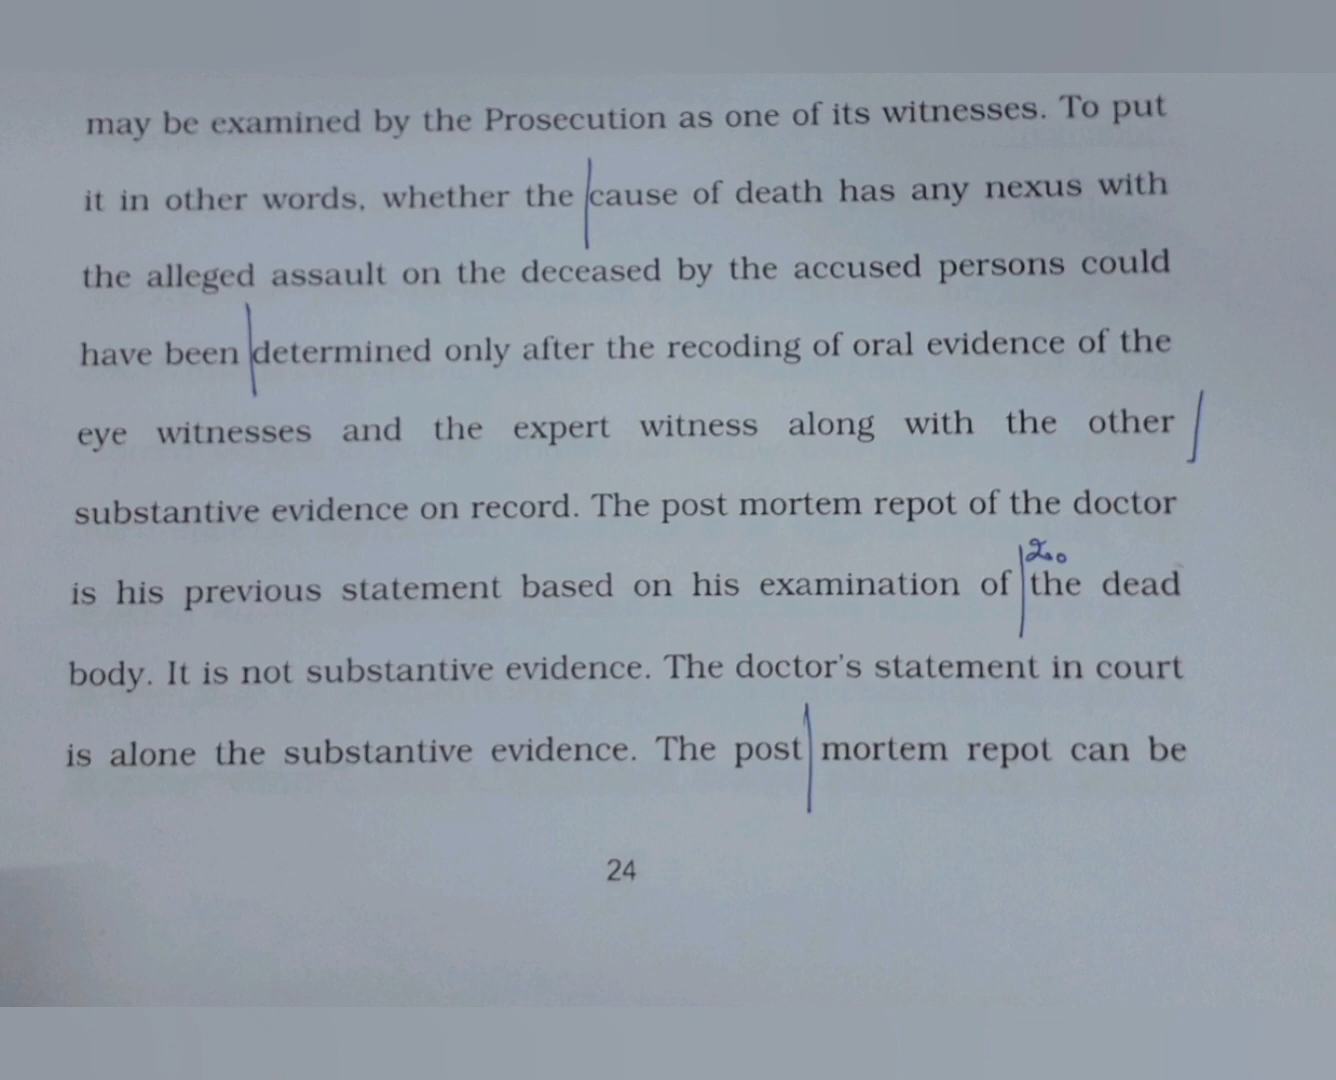 may be examined by the Prosecution as one of its witnesses. To put
it in other words, whether the cause of death has any nexus with
the alleged assault on the deceased by the accused persons could
have been determined only after the recoding of oral evidence of the
eye witnesses and the expert witness along with the other
substantive evidence on record. The post mortem repot of the doctor
is his previous statement based on his examination of the dead
body. It is not substantive evidence. The doctor's statement in court
is alone the substantive evidence. The post mortem repot can be
24